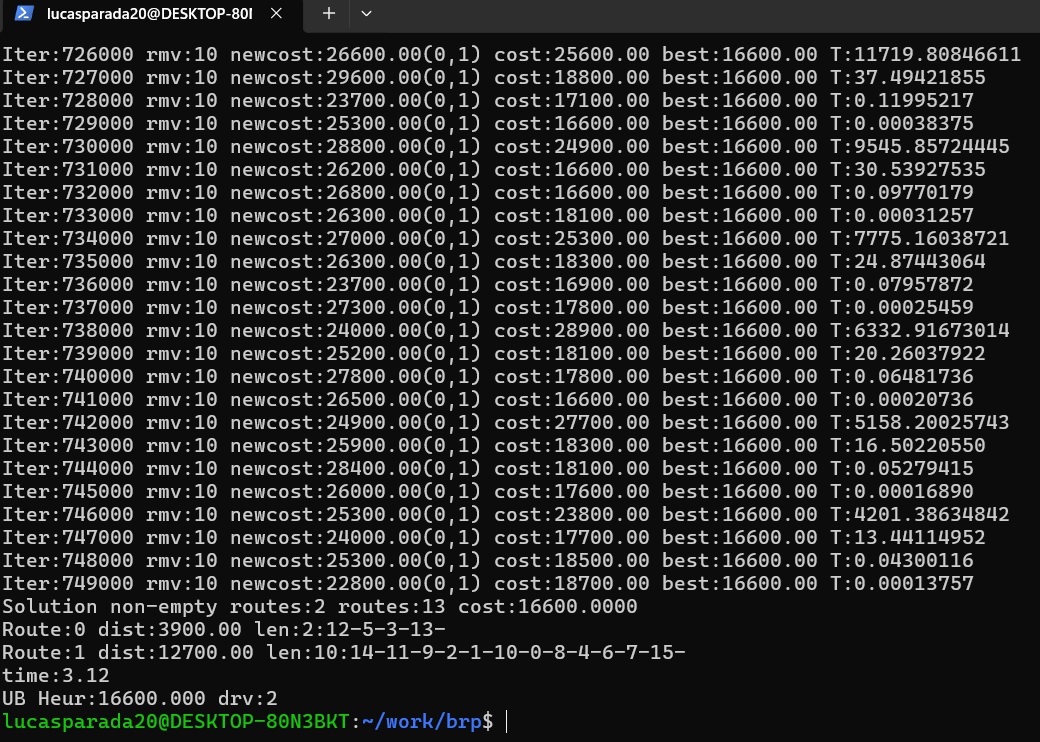 lucasparada20@DESKTOP-80I
Iter:726000 rmv:10 newcost:26600.00(0,1) cost:25600.00 best:16600.00 T:11719.80846611
Iter:727000 rmv:10 newcost:29600.00(0,1) cost:18800.00 best:16600.00 T:37.49421855
Iter:728000 rmv:10 newcost:23700.00(0,1) cost:17100.00 best:16600.00 T:0.11995217
Iter:729000 rmv:10 newcost:25300.00(0,1) cost:16600.00 best:16600.00 T:0.00038375
Iter:730000 rmv:10 newcost:28800.00(0,1) cost:24900.00 best:16600.00 T:9545.85724445
Iter:731000 rmv:10 newcost:26200.00(0,1) cost:16600.00 best:16600.00 T:30.53927535
Iter:732000 rmv:10 newcost:26800.00(0,1) cost:16600.00 best:16600.00 T:0.09770179
Iter:733000 rmv:10 newcost:26300.00(0,1) cost:18100.00 best:16600.00 T:0.00031257
Iter:734000 rmv:10 newcost:27000.00(0,1) cost:25300.00 best:16600.00 T:7775.16038721
Iter:735000 rmv:10 newcost:26300.00(0,1) cost:18300.00 best:16600.00 T:24.87443064
Iter:736000 rmv:10 newcost:23700.00(0,1) cost:16900.00 best:16600.00 T:0.07957872
Iter:737000 rmv:10 newcost:27300.00(0,1) cost:17800.00 best:16600.00 T:0.00025459
Iter:738000 rmv:10 newcost:24000.00(0,1) cost:28900.00 best:16600.00 T:6332.91673014
Iter:739000 rmv:10 newcost:25200.00(0,1) cost:18100.00 best:16600.00 T:20.26037922
Iter:740000 rmv:10 newcost:27800.00(0,1) cost:17800.00 best:16600.00 T:0.06481736
Iter:741000 rmv:10 newcost:26500.00(0,1) cost:16600.00 best:16600.00 T:0.00020736
Iter:742000 rmv:10 newcost:24900.00(0,1) cost:27700.00 best:16600.00 T:5158.20025743
Iter:743000 rmv:10 newcost:25900.00(0,1) cost:18300.00 best:16600.00 T:16.50220550
Iter:744000 rmv:10 newcost:28400.00(0,1) cost:18100.00 best:16600.00 T:0.05279415
Iter:745000 rmv:10 newcost:26000.00(0,1) cost:17600.00 best:16600.00 T:0.00016890
Iter:746000 rmv:10 newcost:25300.00(0,1) cost:23800.00 best:16600.00 T:4201.38634842
Iter:747000 rmv:10 newcost:24000.00(0,1) cost:17700.00 best:16600.00 T:13.44114952
Iter:748000 rmv:10 newcost:25300.00(0,1) cost:18500.00 best:16600.00 T:0.04300116
Iter:749000 rmv:10 newcost:22800.00(0,1) cost:18700.00 best:16600.00 T:0.00013757
Solution non-empty routes:2 routes:13 cost:16600.0000
Route:0 dist:3900.00 len:2:12-5-3-13-
Route:1 dist:12700.00 len:10:14-11-9-2-1-10-0-8-4-6-7-15-
time:3.12
UB Heur:16600.000 drv:2
lucasparada20@DESKTOP-80N3BKT:~/work/brp$